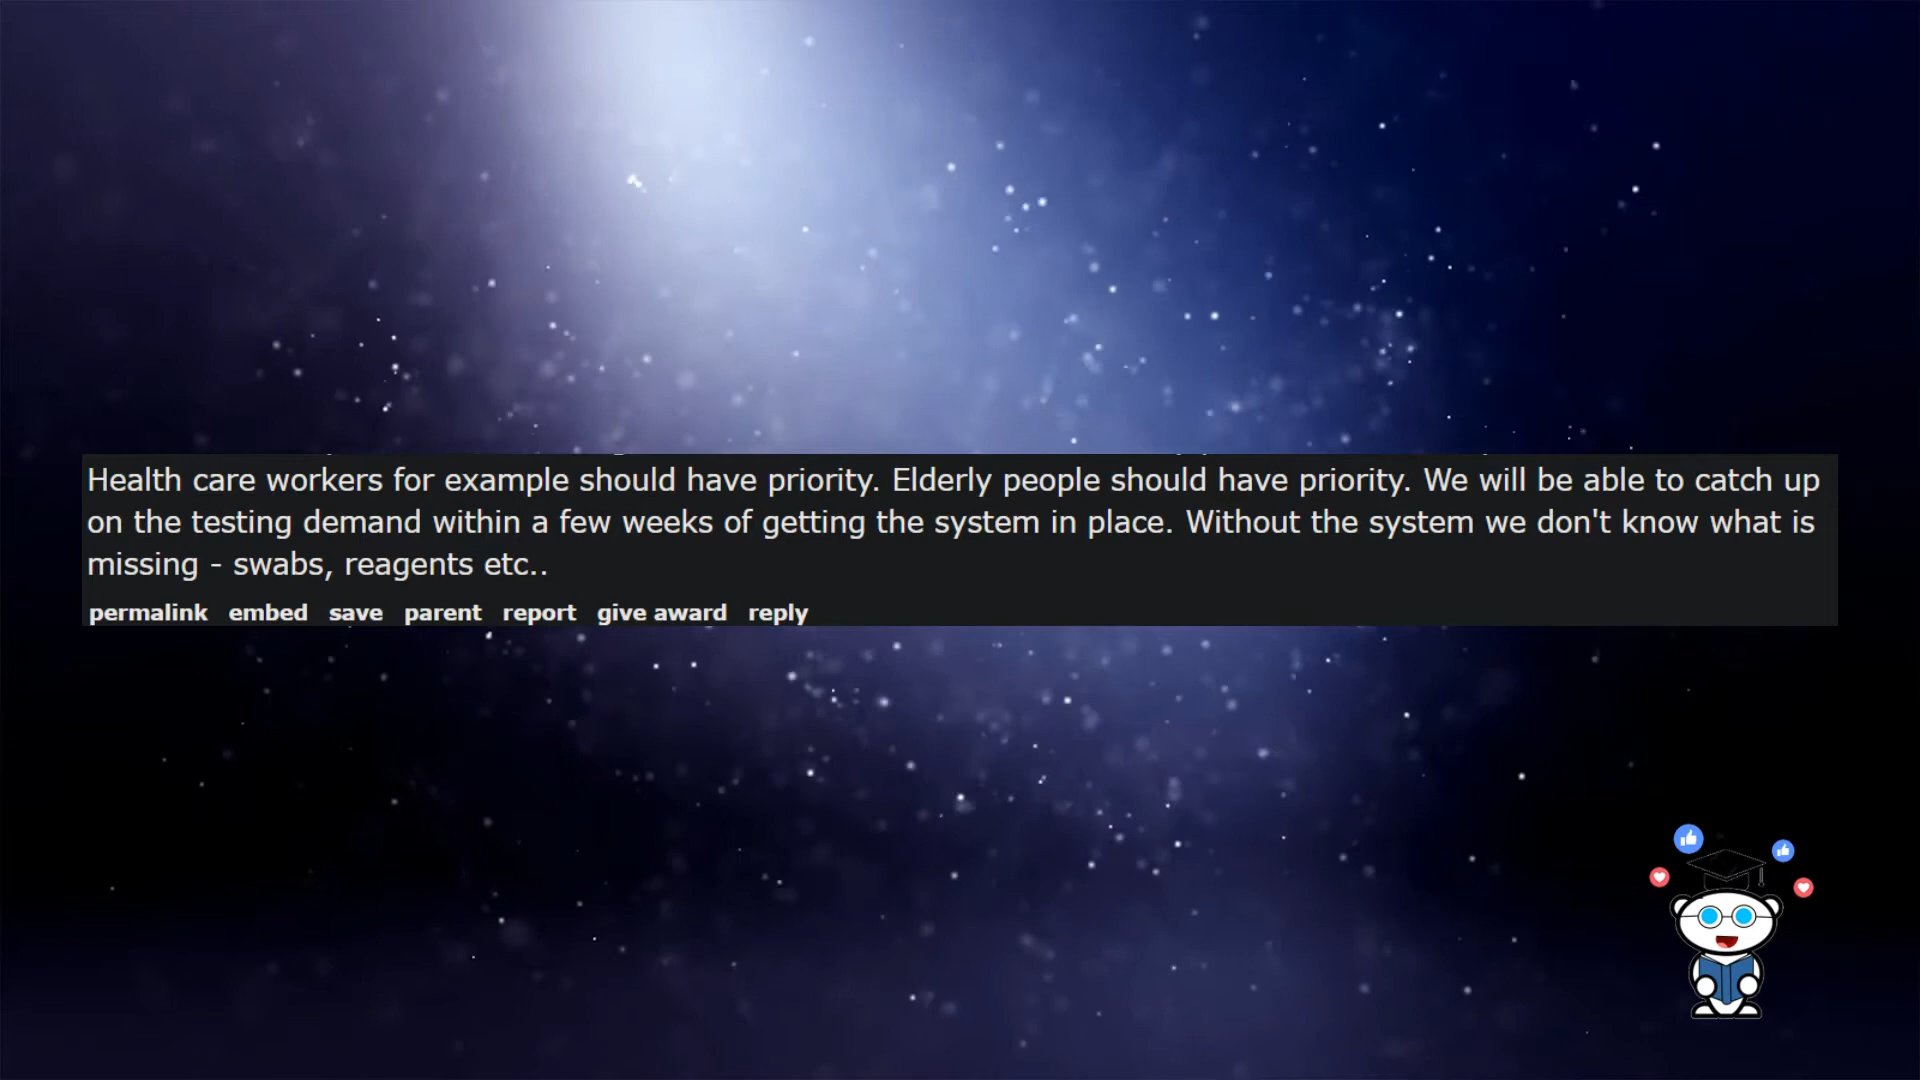 Health care workers for example should have priority. Elderly people should have priority. We will be able to catch up
on the testing demand within a few weeks of getting the system in place. Without the system we don't know what is
missing - swabs, reagents etc..
permalink embed save parent report give award reply